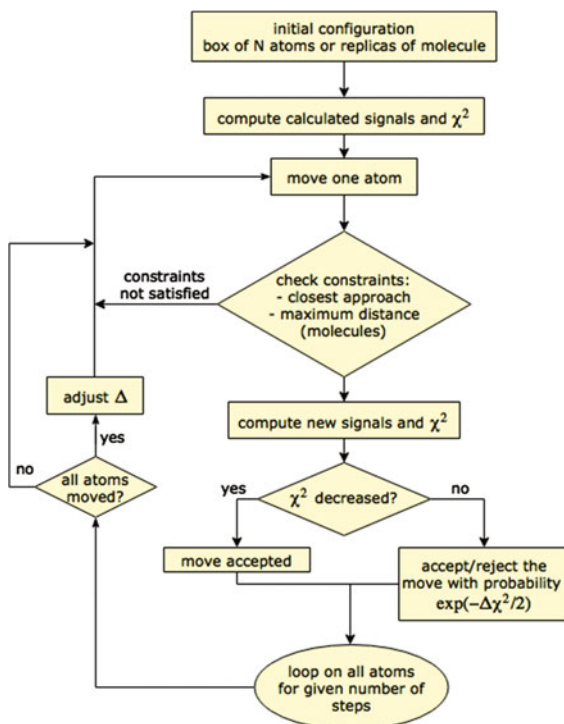 initial configuration
box of N atoms or replicas of molecule
compute calculated signals and χ²
move one atom
constraints
not satisfied
check constraints:
- closest approach
- maximum distance
(molecules)
adjust Δ
compute new signals and χ²
yes
no
all atoms
moved?
yes
χ² decreased?
no
move accepted
accept/reject the
move with probability
exp(−Δχ²/2)
loop on all atoms
for given number of
steps